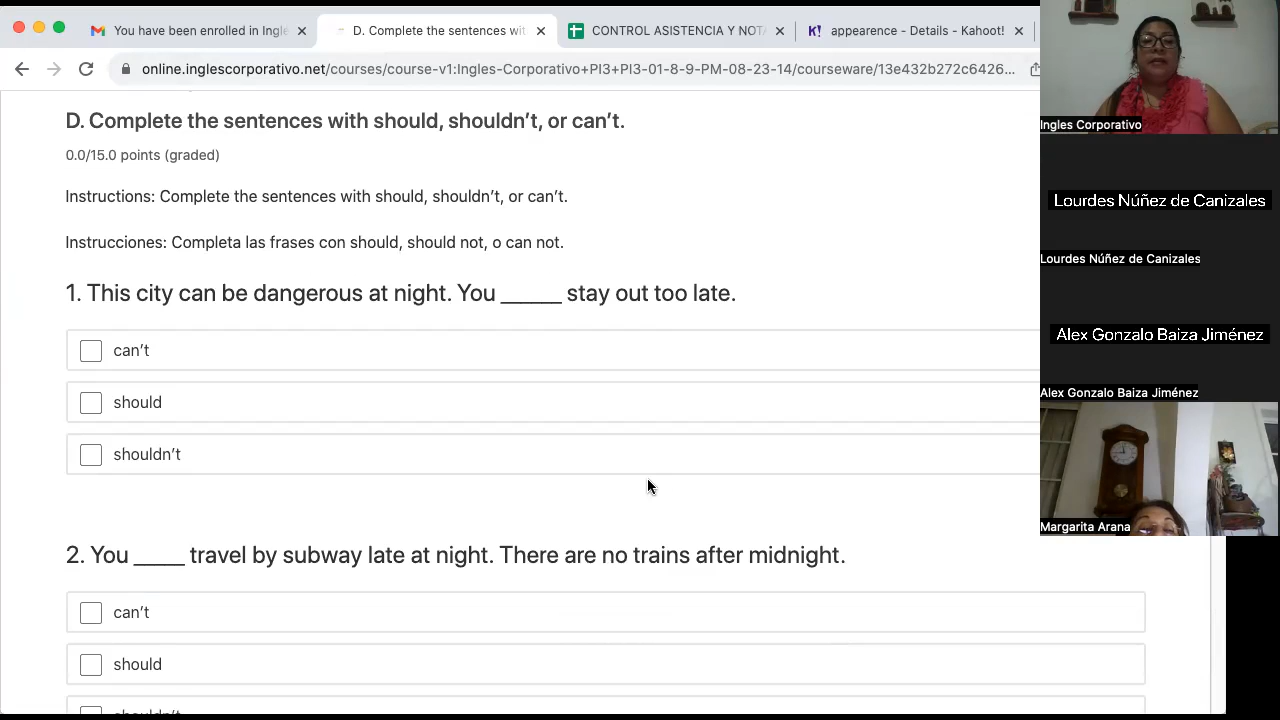 You have been enrolled in Ingle
D. Complete the sentences wit
CONTROL ASISTENCIA Y NOTA
appearence - Details - Kahoot!
online.inglescorporativo.net/courses/course-v1:Ingles-Corporativo+PI3+PI3-01-8-9-PM-08-23-14/courseware/13e432b272c6426...
D. Complete the sentences with should, shouldn't, or can't.
0.0/15.0 points (graded)
Instructions: Complete the sentences with should, shouldn't, or can't.
Instrucciones: Completa las frases con should, should not, o can not.
1. This city can be dangerous at night. You ______ stay out too late.
can't
should
shouldn't
2. You _____ travel by subway late at night. There are no trains after midnight.
can't
should
shouldn't
Ingles Corporativo
Lourdes Núñez de Canizales
Lourdes Núñez de Canizales
Alex Gonzalo Baiza Jiménez
Alex Gonzalo Baiza Jiménez
Margarita Arana